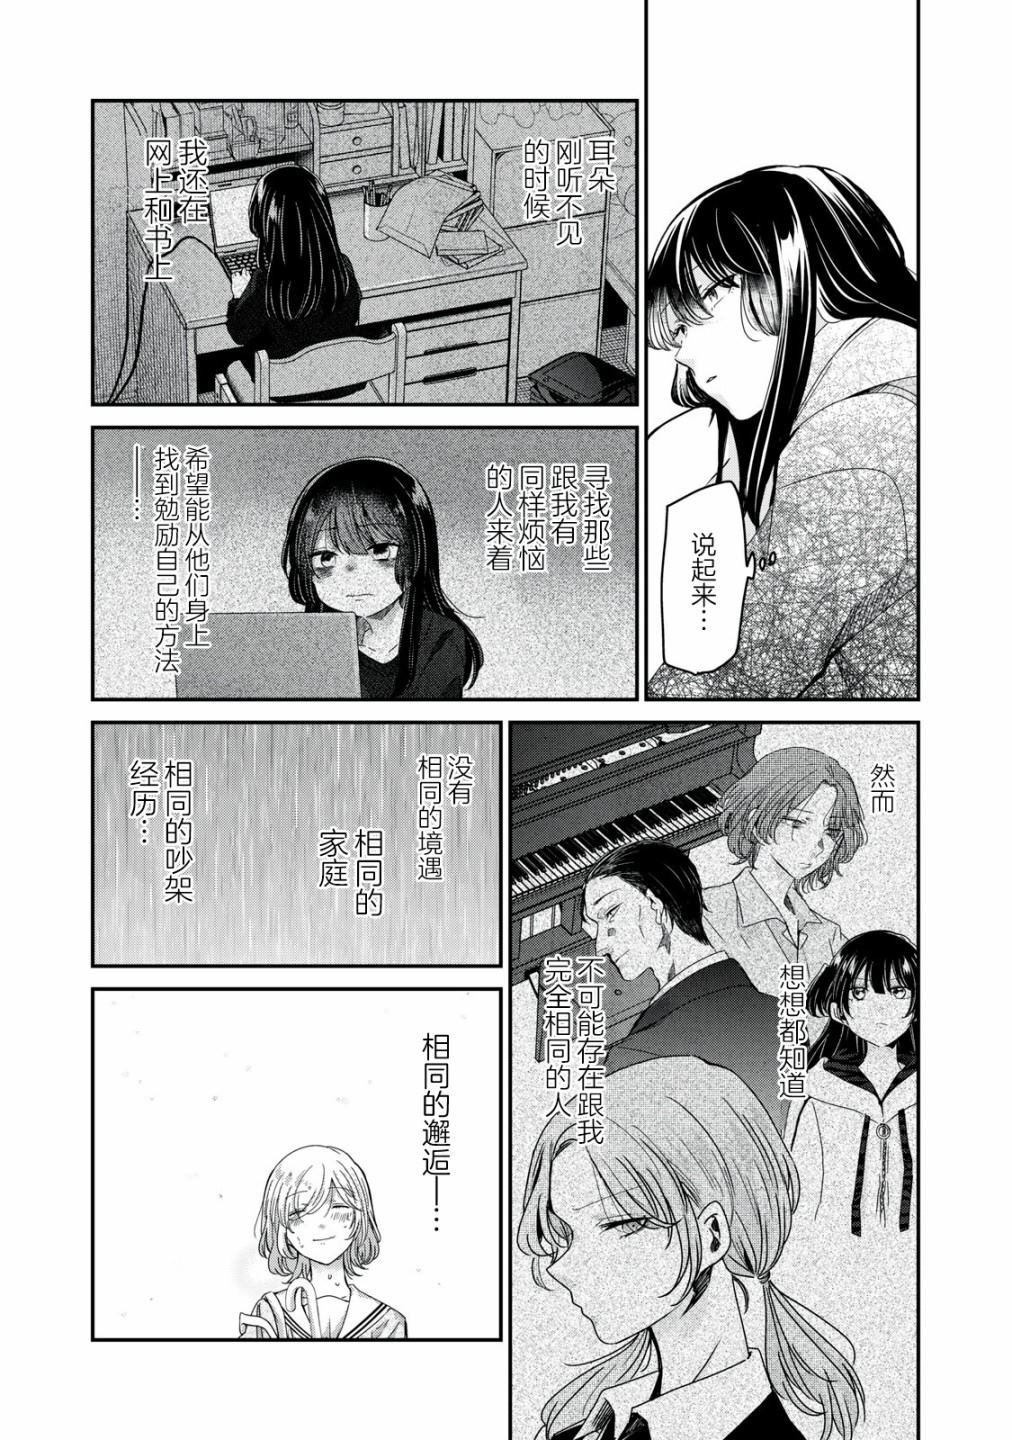 说起来…
耳朵
刚听不见
的时候
我还在
网上和书上
寻找那些
跟我有
同样烦恼
的人来着
希望能从他们身上
找到勉励自己的方法
——…
然而
想想都知道
不可能存在跟我
完全相同的人
没有
相同的境遇
相同的
家庭
相同的吵架
经历…
相同的邂逅——…